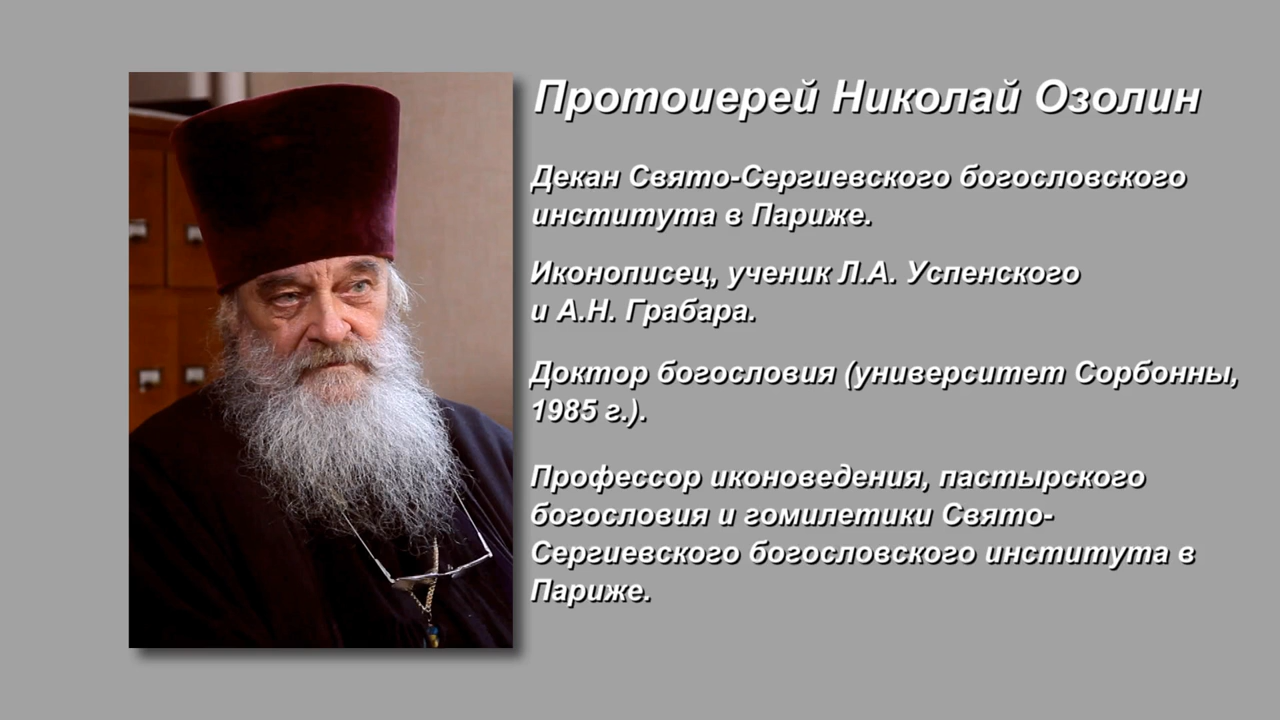 Протоиерей Николай Озолин
Декан Свято-Сергиевского богословского
института в Париже.
Иконописец, ученик Л.А. Успенского
и А.Н. Грабара.
Доктор богословия (университет Сорбонны,
1985 г.).
Профессор иконоведения, пастырского
богословия и гомилетики Свято-
Сергиевского богословского института в
Париже.